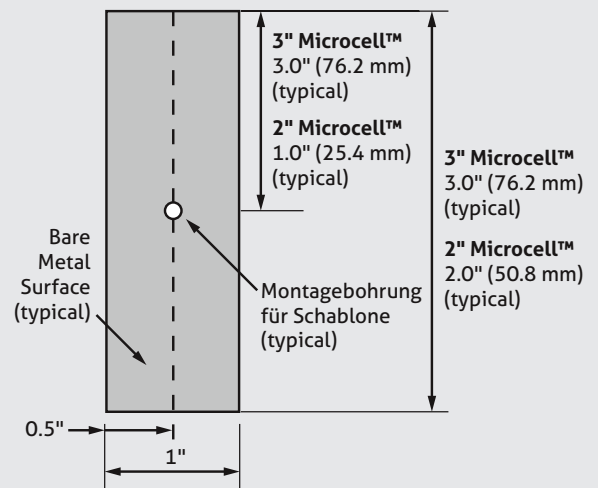 3" Microcell™
3.0" (76.2 mm)
(typical)
2" Microcell™
1.0" (25.4 mm)
(typical)
3" Microcell™
3.0" (76.2 mm)
(typical)
2" Microcell™
2.0" (50.8 mm)
(typical)
Bare
Metal
Surface
(typical)
Montagebohrung
für Schablone
(typical)
0.5"
1"